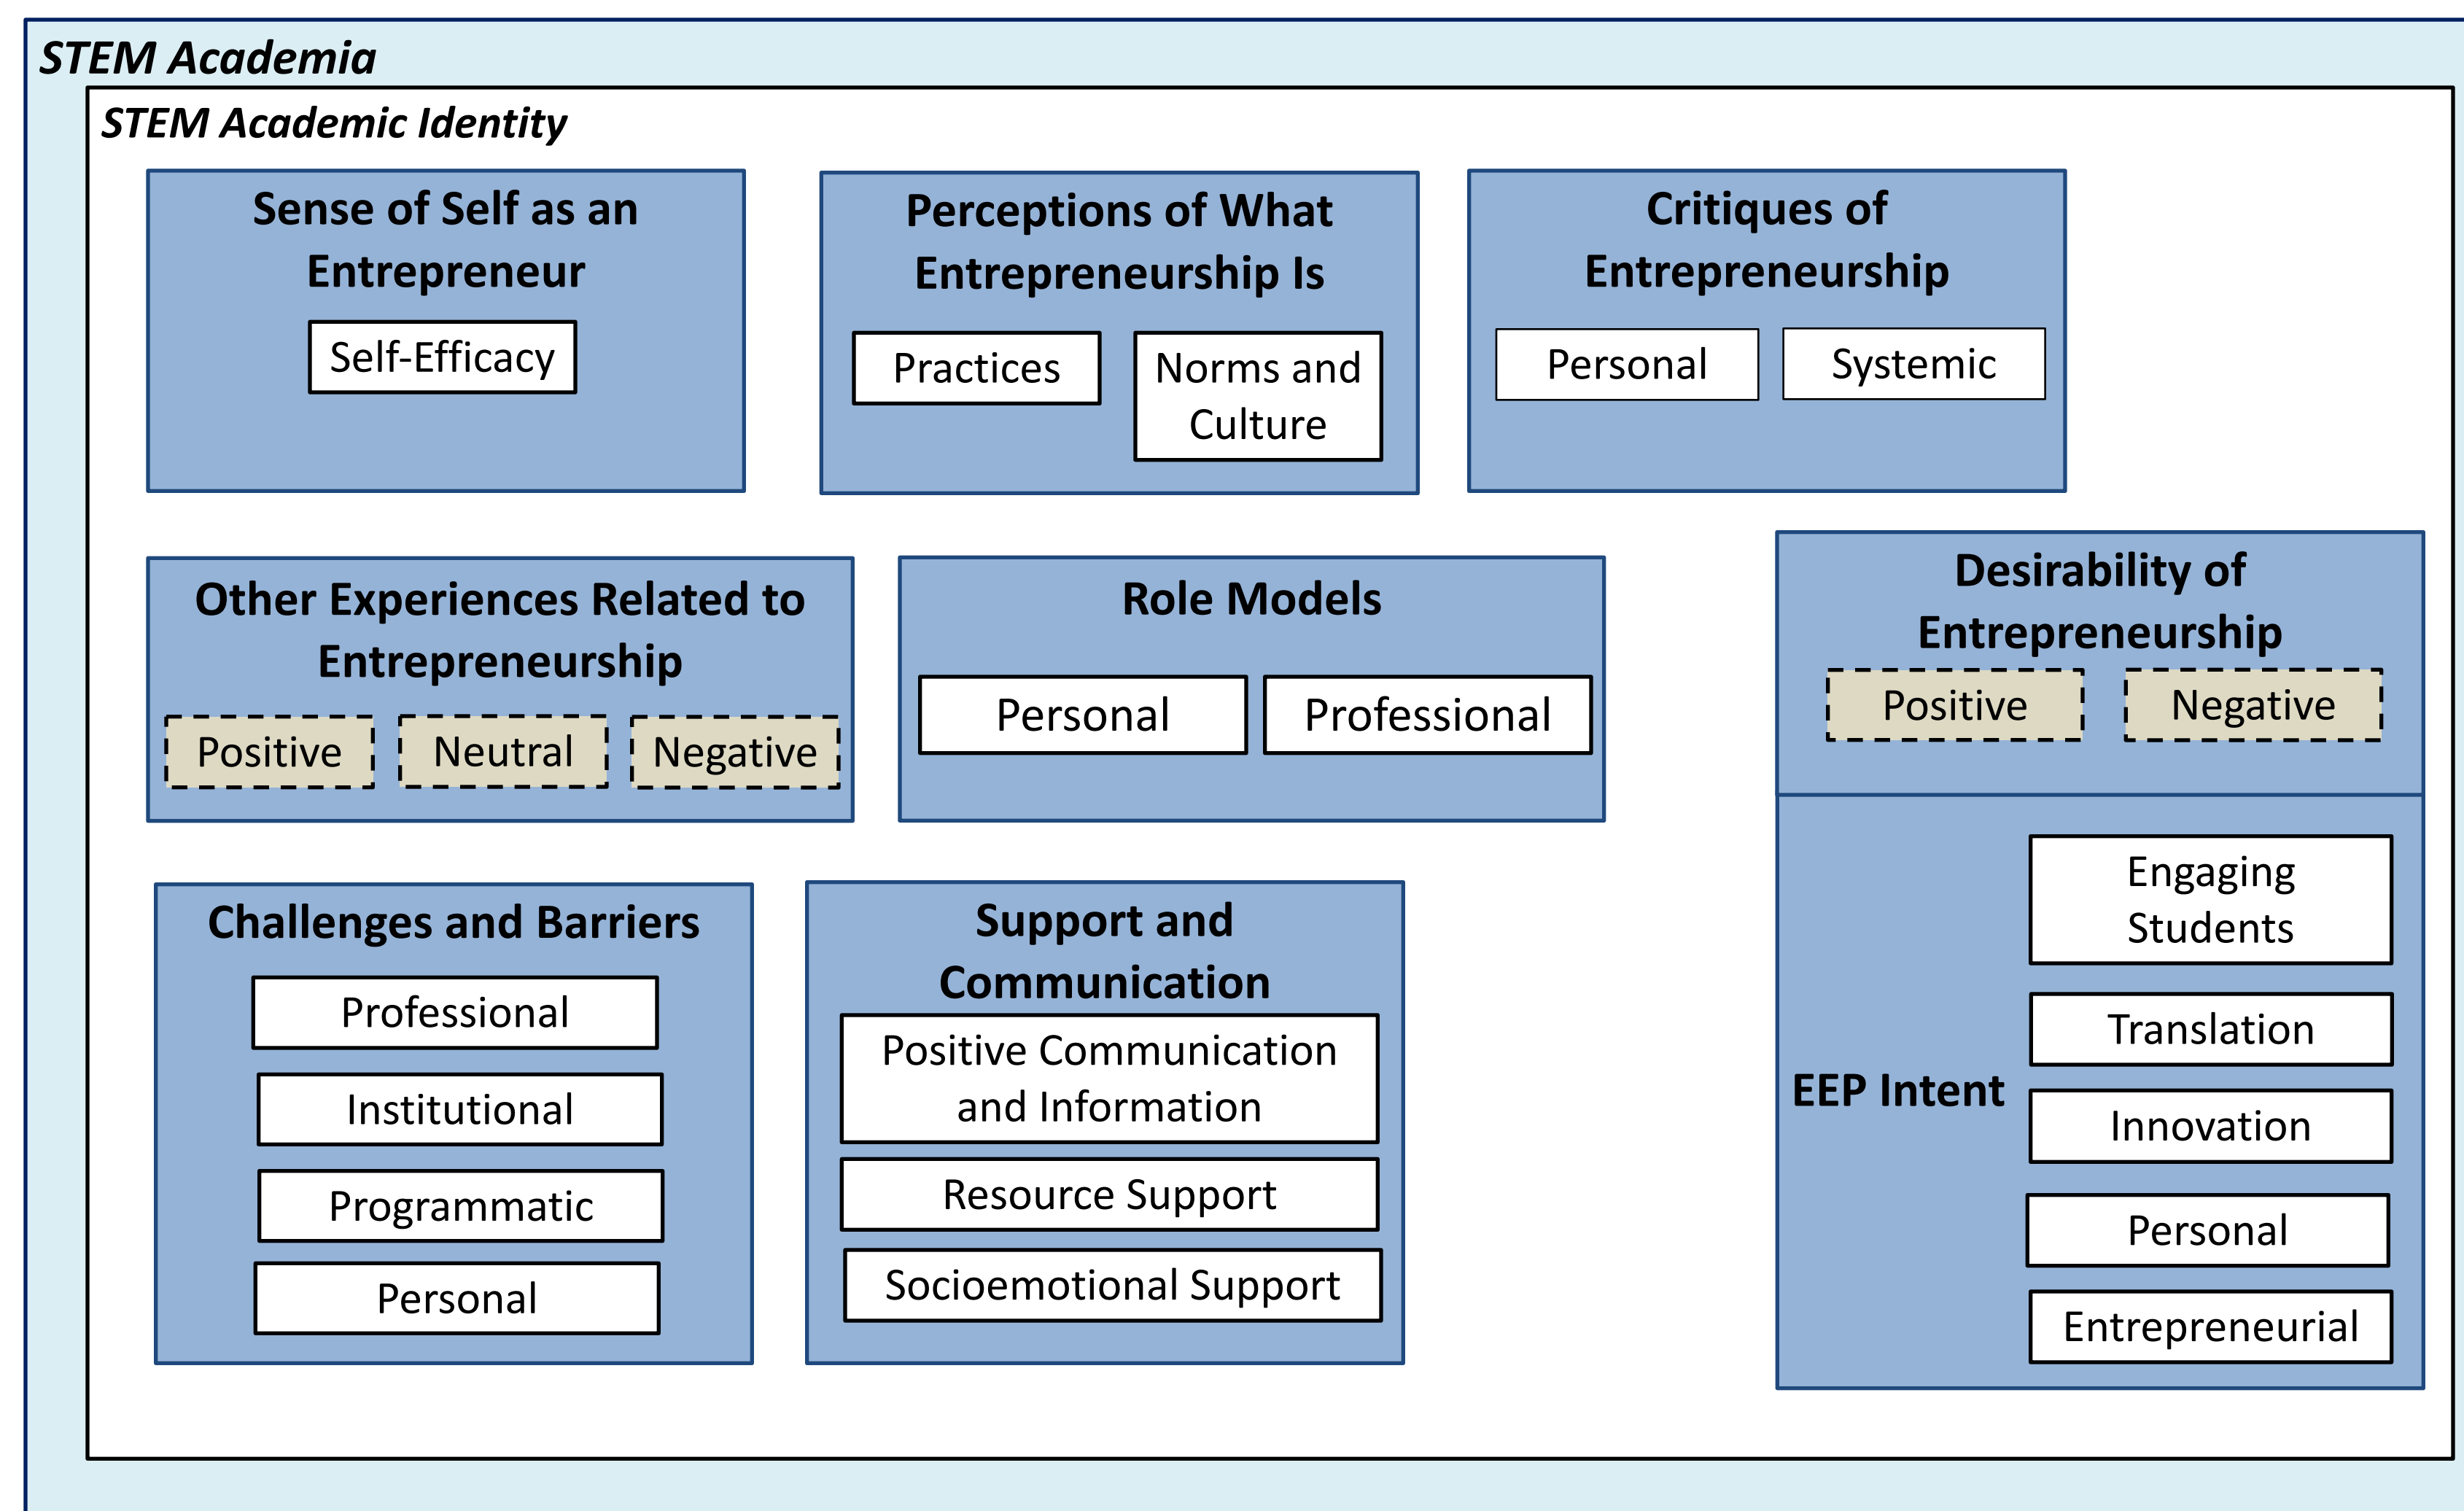 STEM Academia
STEM Academic Identity
Sense of Self as an
Entrepreneur
Self-Efficacy
Perceptions of What
Entrepreneurship Is
Practices
Norms and
Culture
Critiques of
Entrepreneurship
Personal
Systemic
Other Experiences Related to
Entrepreneurship
Positive
Neutral
Negative
Role Models
Personal
Professional
Desirability of
Entrepreneurship
Positive
Negative
Challenges and Barriers
Professional
Institutional
Programmatic
Personal
Support and
Communication
Positive Communication
and Information
Resource Support
Socioemotional Support
EEP Intent
Engaging
Students
Translation
Innovation
Personal
Entrepreneurial